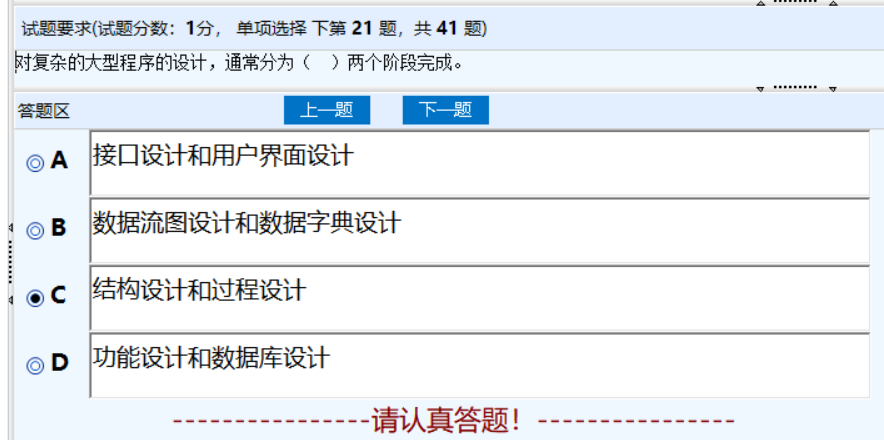 试题要求(试题分数：1分， 单项选择 下第 21 题，共 41 题)
对复杂的大型程序的设计，通常分为（　）两个阶段完成。
答题区 上一题 下一题
A 接口设计和用户界面设计
B 数据流图设计和数据字典设计
C 结构设计和过程设计
D 功能设计和数据库设计
----------------请认真答题！----------------